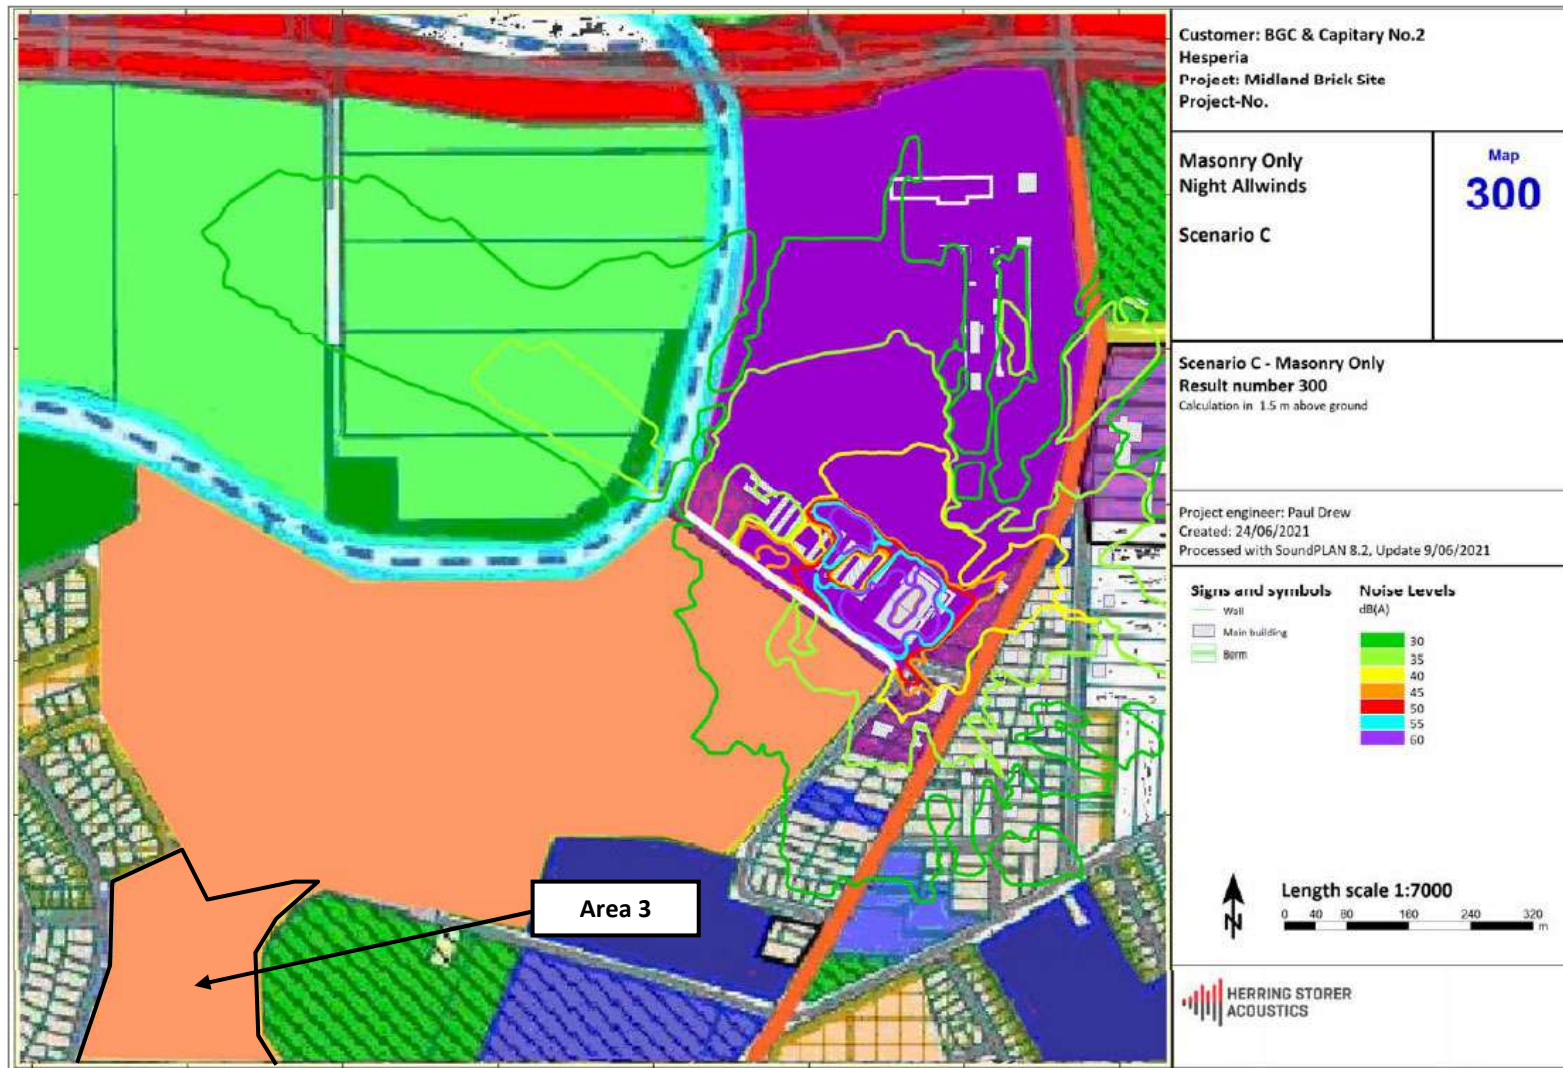 Customer: BGC & Capitary No.2
Hesperia
Project: Midland Brick Site
Project-No.
Masonry Only
Night Allwinds
Scenario C
Map
300
Scenario C - Masonry Only
Result number 300
Calculation in 1.5 m above ground
Project engineer: Paul Drew
Created: 24/06/2021
Processed with SoundPLAN 8.2, Update 9/06/2021
Signs and symbols
Wall
Main building
Berm
Noise Levels
dB(A)
30
35
40
45
50
55
60
Length scale 1:7000
0 40 80 160 240 320
m
N
HERRING STORER
ACOUSTICS
Area 3